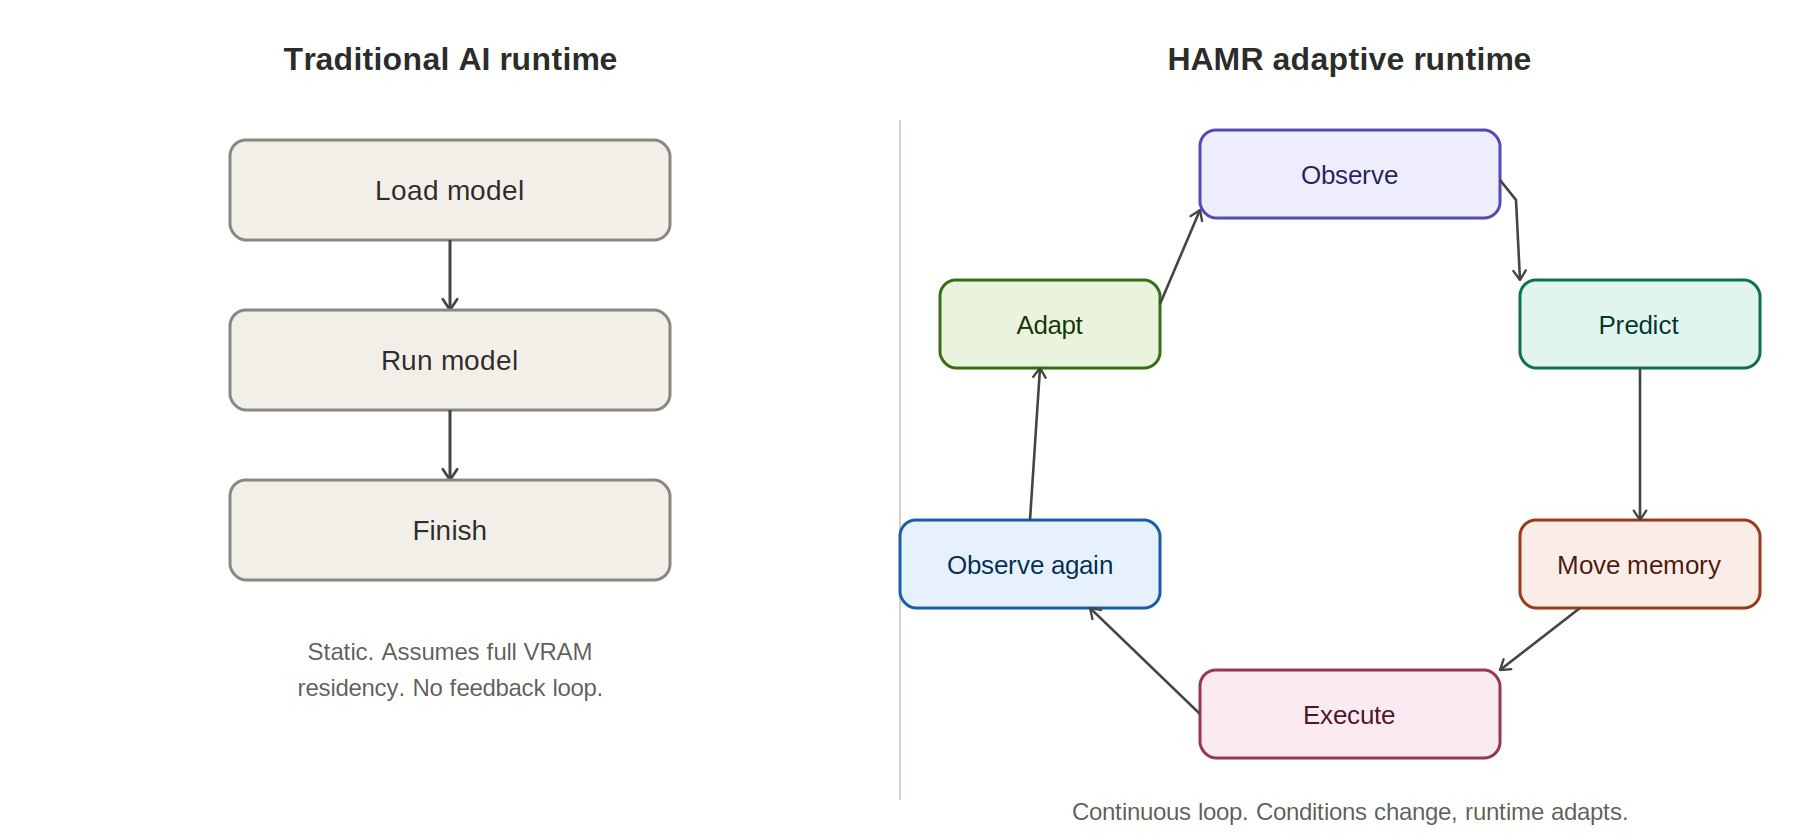 Traditional AI runtime
Load model
Run model
Finish
Static. Assumes full VRAM
residency. No feedback loop.
HAMR adaptive runtime
Observe
Predict
Move memory
Execute
Observe again
Adapt
Continuous loop. Conditions change, runtime adapts.